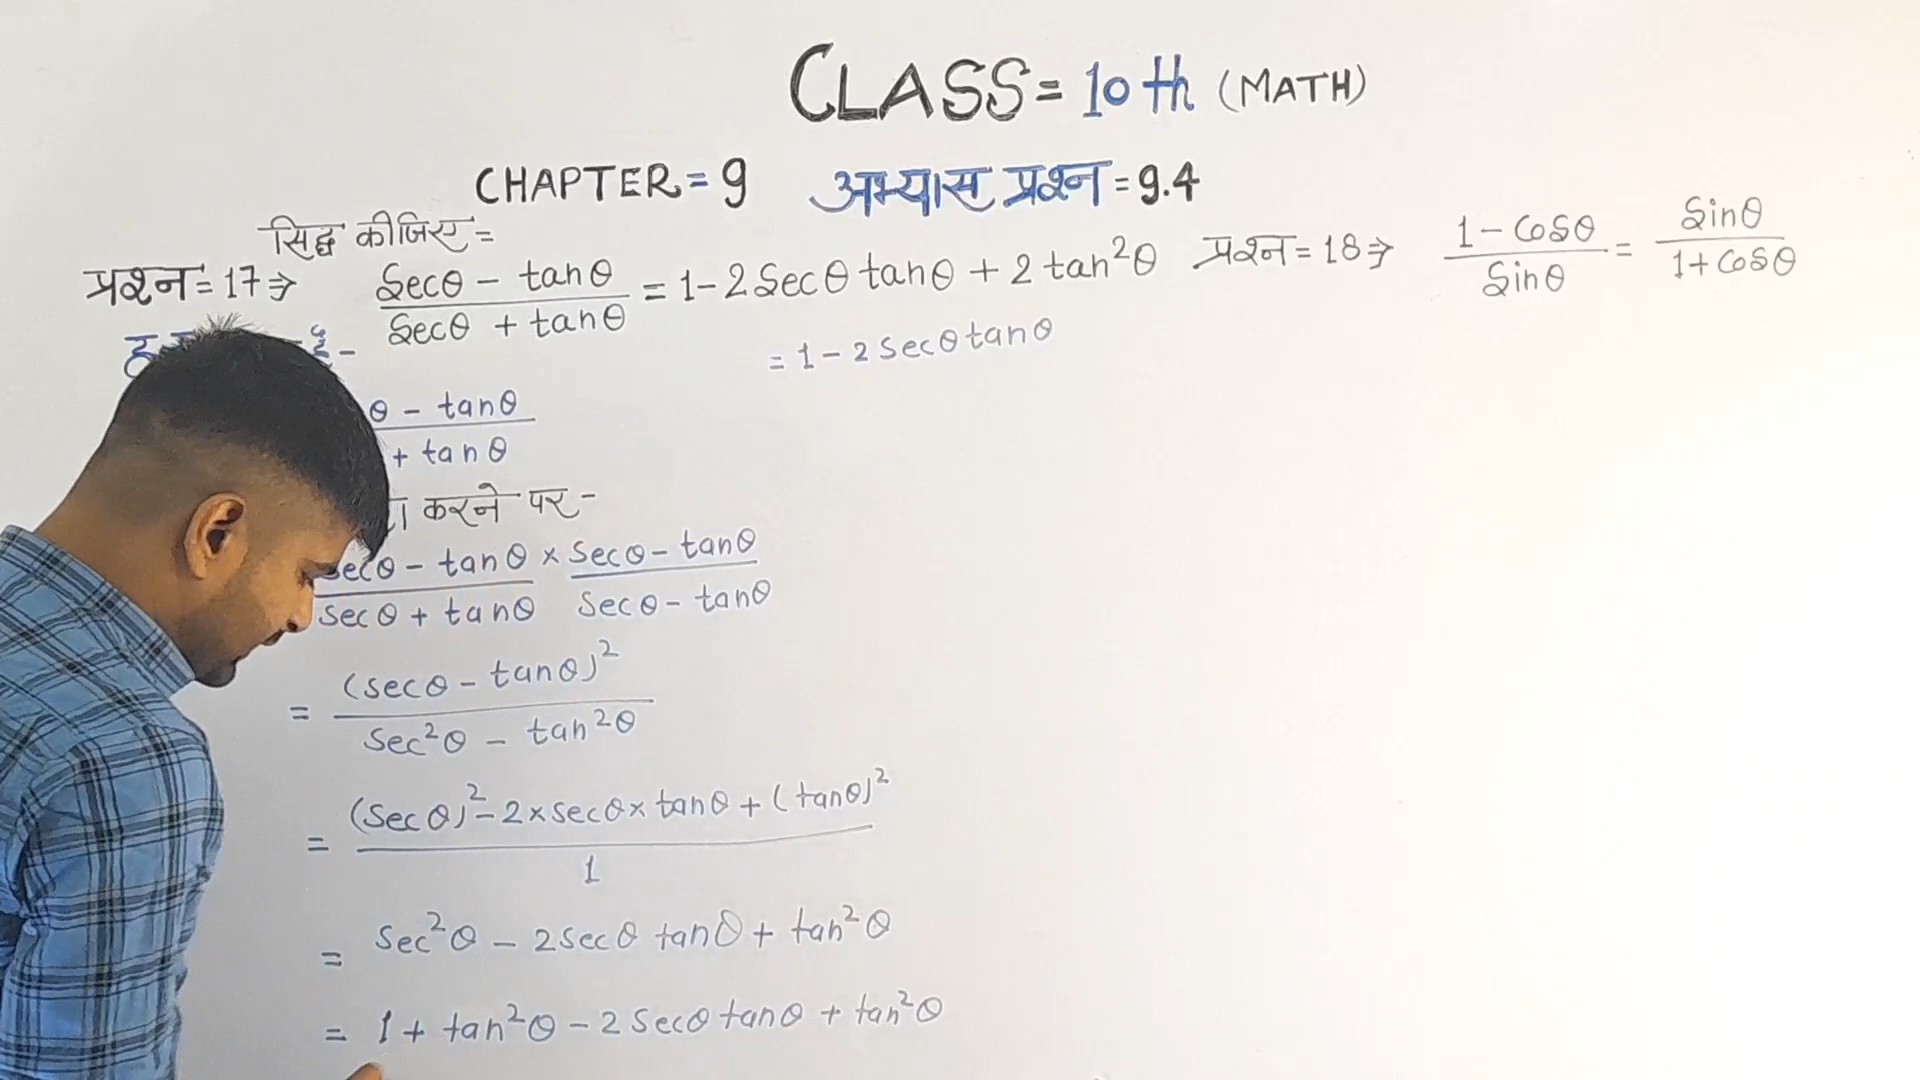 CLASS = 10th (MATH)
CHAPTER = 9 अभ्यास प्रश्न = 9.4
सिद्ध कीजिए =
प्रश्न = 17 ⇒ (Secθ - tanθ)/(Secθ + tanθ) = 1 - 2 Secθ tanθ + 2 tan²θ
प्रश्न = 18 ⇒ (1 - Cosθ)/Sinθ = Sinθ/(1 + Cosθ)
= 1 - 2 Secθ tanθ
θ - tanθ
+ tanθ
करने पर -
Secθ - tanθ × Secθ - tanθ
Secθ + tanθ Secθ - tanθ
= (Secθ - tanθ)²
Sec²θ - tan²θ
= (Secθ)² - 2 × Secθ × tanθ + (tanθ)²
1
= Sec²θ - 2 Secθ tanθ + tan²θ
= 1 + tan²θ - 2 Secθ tanθ + tan²θ